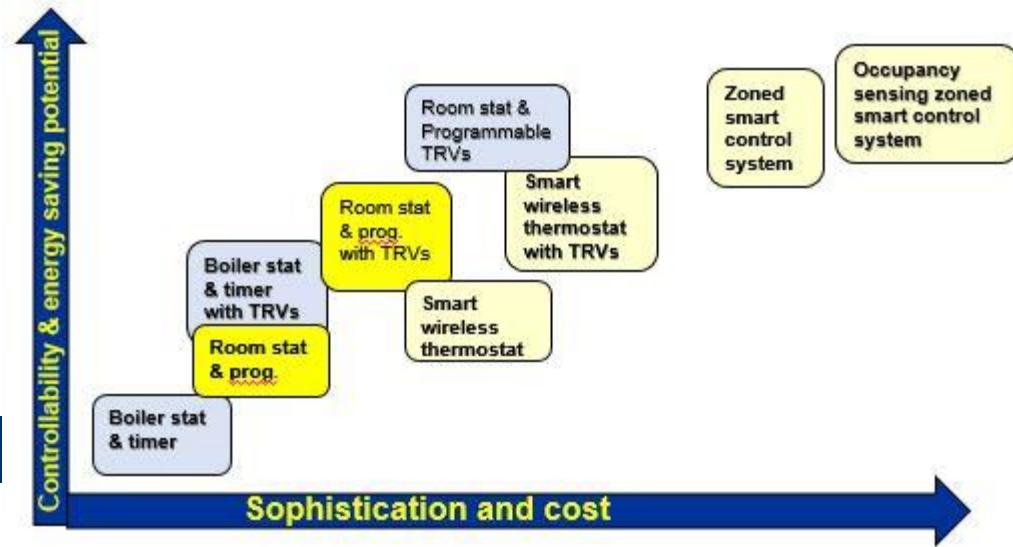 Controllability & energy saving potential
Occupancy
sensing zoned
smart control
system
Zoned
smart
control
system
Room stat &
Programmable
TRVs
Smart
wireless
thermostat
with TRVs
Room stat
& prog.
with TRVs
Boiler stat
& timer
with TRVs
Smart
wireless
thermostat
Room stat
& prog.
Boiler stat
& timer
Sophistication and cost